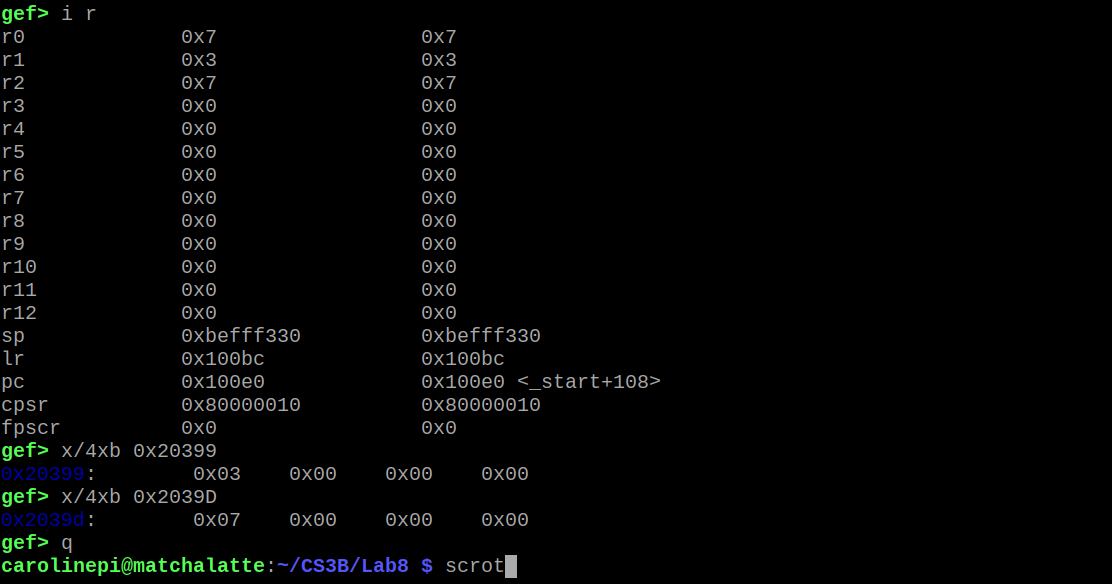 gef> i r
r0 0x7 0x7
r1 0x3 0x3
r2 0x7 0x7
r3 0x0 0x0
r4 0x0 0x0
r5 0x0 0x0
r6 0x0 0x0
r7 0x0 0x0
r8 0x0 0x0
r9 0x0 0x0
r10 0x0 0x0
r11 0x0 0x0
r12 0x0 0x0
sp 0xbefff330 0xbefff330
lr 0x100bc 0x100bc
pc 0x100e0 0x100e0 <_start+108>
cpsr 0x80000010 0x80000010
fpscr 0x0 0x0
gef> x/4xb 0x20399
0x20399: 0x03 0x00 0x00 0x00
gef> x/4xb 0x2039D
0x2039d: 0x07 0x00 0x00 0x00
gef> q
carolinepi@matchalatte:~/CS3B/Lab8 $ scrot